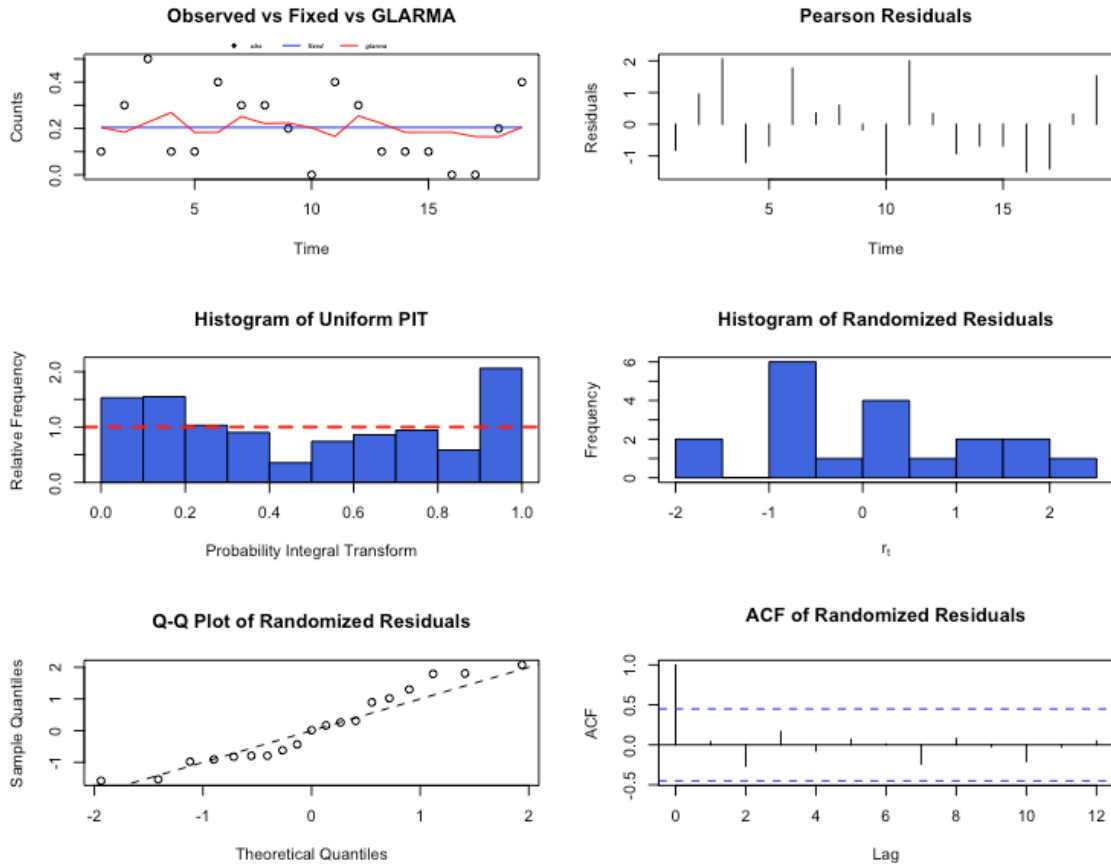 Observed vs Fixed vs GLARMA
obs fixed glarma
Counts
0.0 0.2 0.4
5 10 15
Time
Pearson Residuals
Residuals
-1 0 1 2
5 10 15
Time
Histogram of Uniform PIT
Relative Frequency
0.0 1.0 2.0
0.0 0.2 0.4 0.6 0.8 1.0
Probability Integral Transform
Histogram of Randomized Residuals
Frequency
0 2 4 6
-2 -1 0 1 2
rt
Q-Q Plot of Randomized Residuals
Sample Quantiles
-1 0 1 2
-2 -1 0 1 2
Theoretical Quantiles
ACF of Randomized Residuals
ACF
-0.5 0.0 0.5 1.0
0 2 4 6 8 10 12
Lag